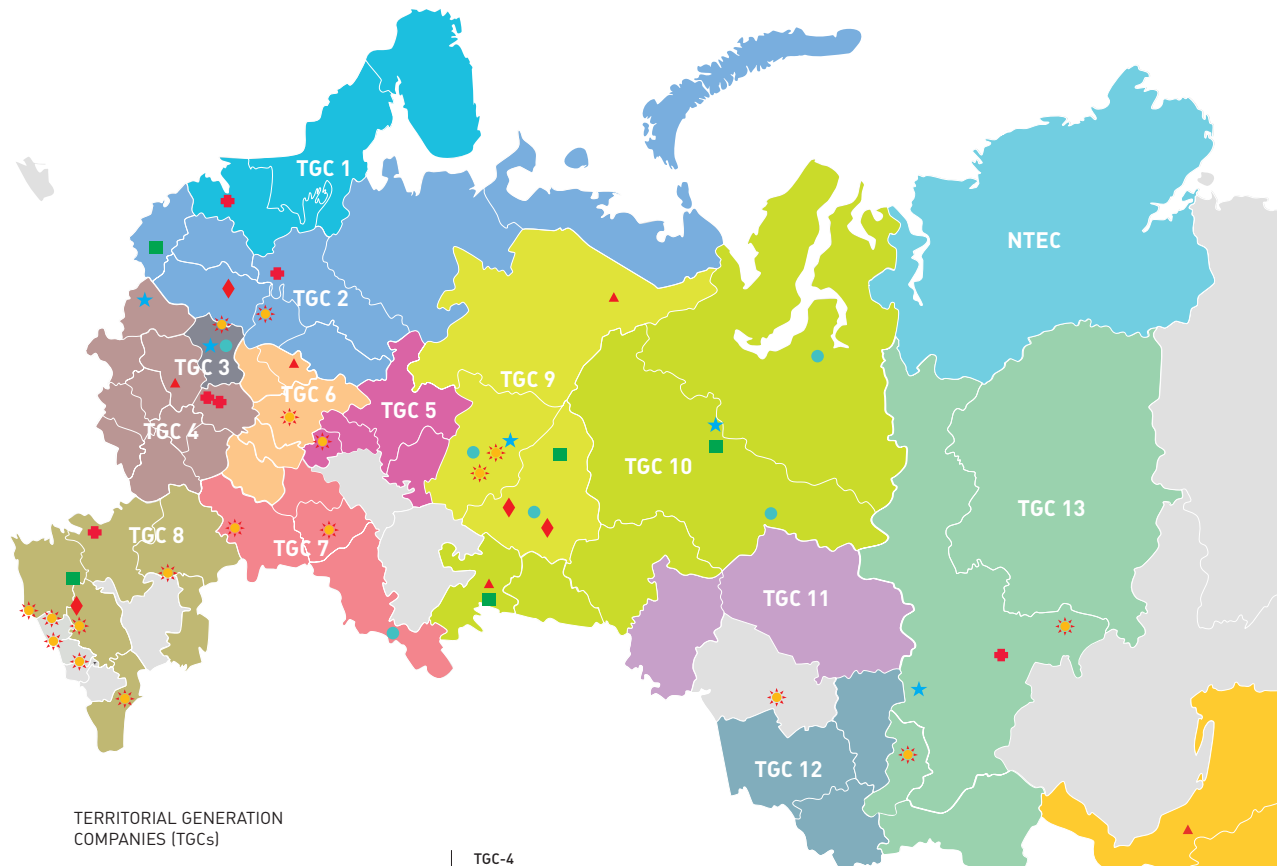 TGC 1
NTEC
TGC 2
TGC 3
TGC 9
TGC 6
TGC 5
TGC 4
TGC 10
TGC 13
TGC 8
TGC 7
TGC 11
TGC 12
TERRITORIAL GENERATION
COMPANIES (TGCs)
TGC-4